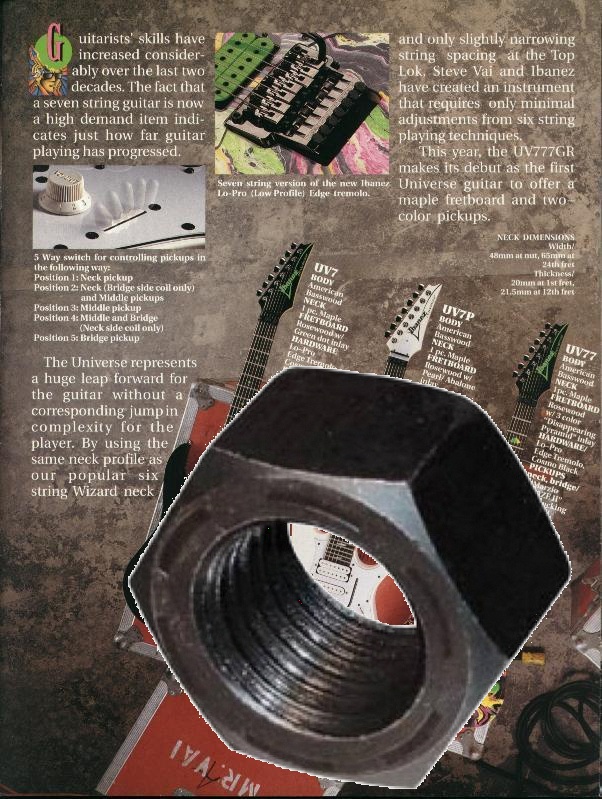 Guitarists' skills have
increased consider-
ably over the last two
decades. The fact that
a seven string guitar is now
a high demand item indi-
cates just how far guitar
playing has progressed.
5 Way switch for controlling pickups in
the following way:
Position 1: Neck pickup
Position 2: Neck (Bridge side coil only)
and Middle pickups
Position 3: Middle pickup
Position 4: Middle and Bridge
(Neck side coil only)
Position 5: Bridge pickup
The Universe represents
a huge leap forward for
the guitar without a
corresponding jump in
complexity for the
player. By using the
same neck profile as
our popular six
string Wizard neck
Seven string version of the new Ibanez
Lo-Pro (Low Profile) Edge tremolo.
and only slightly narrowing
string spacing at the Top
Lok, Steve Vai and Ibanez
have created an instrument
that requires only minimal
adjustments from six string
playing techniques.
This year, the UV777GR
makes its debut as the first
Universe guitar to offer a
maple fretboard and two-
color pickups.
NECK DIMENSIONS
Width/
48mm at nut, 65mm at
24th fret
Thickness/
20mm at 1st fret,
21.5mm at 12th fret
UV7
BODY
American
Basswood
NECK
1 pc. Maple
FRETBOARD
Rosewood w/
Green dot inlay
HARDWARE
Lo-Pro
Edge Tremolo,
UV7P
BODY
American
Basswood
NECK
1 pc. Maple
FRETBOARD
Rosewood w/
Pearl/Abalone
Ibanez
UV77
BODY
American
Basswood
NECK
1 pc. Maple
FRETBOARD
Rosewood
w/ 3 color
"Disappearing
Pyramid" inlay
HARDWARE/
Lo-Pro
Edge Tremolo,
Cosmo Black
PICKUPS
neck, bridge/
MR. VAI